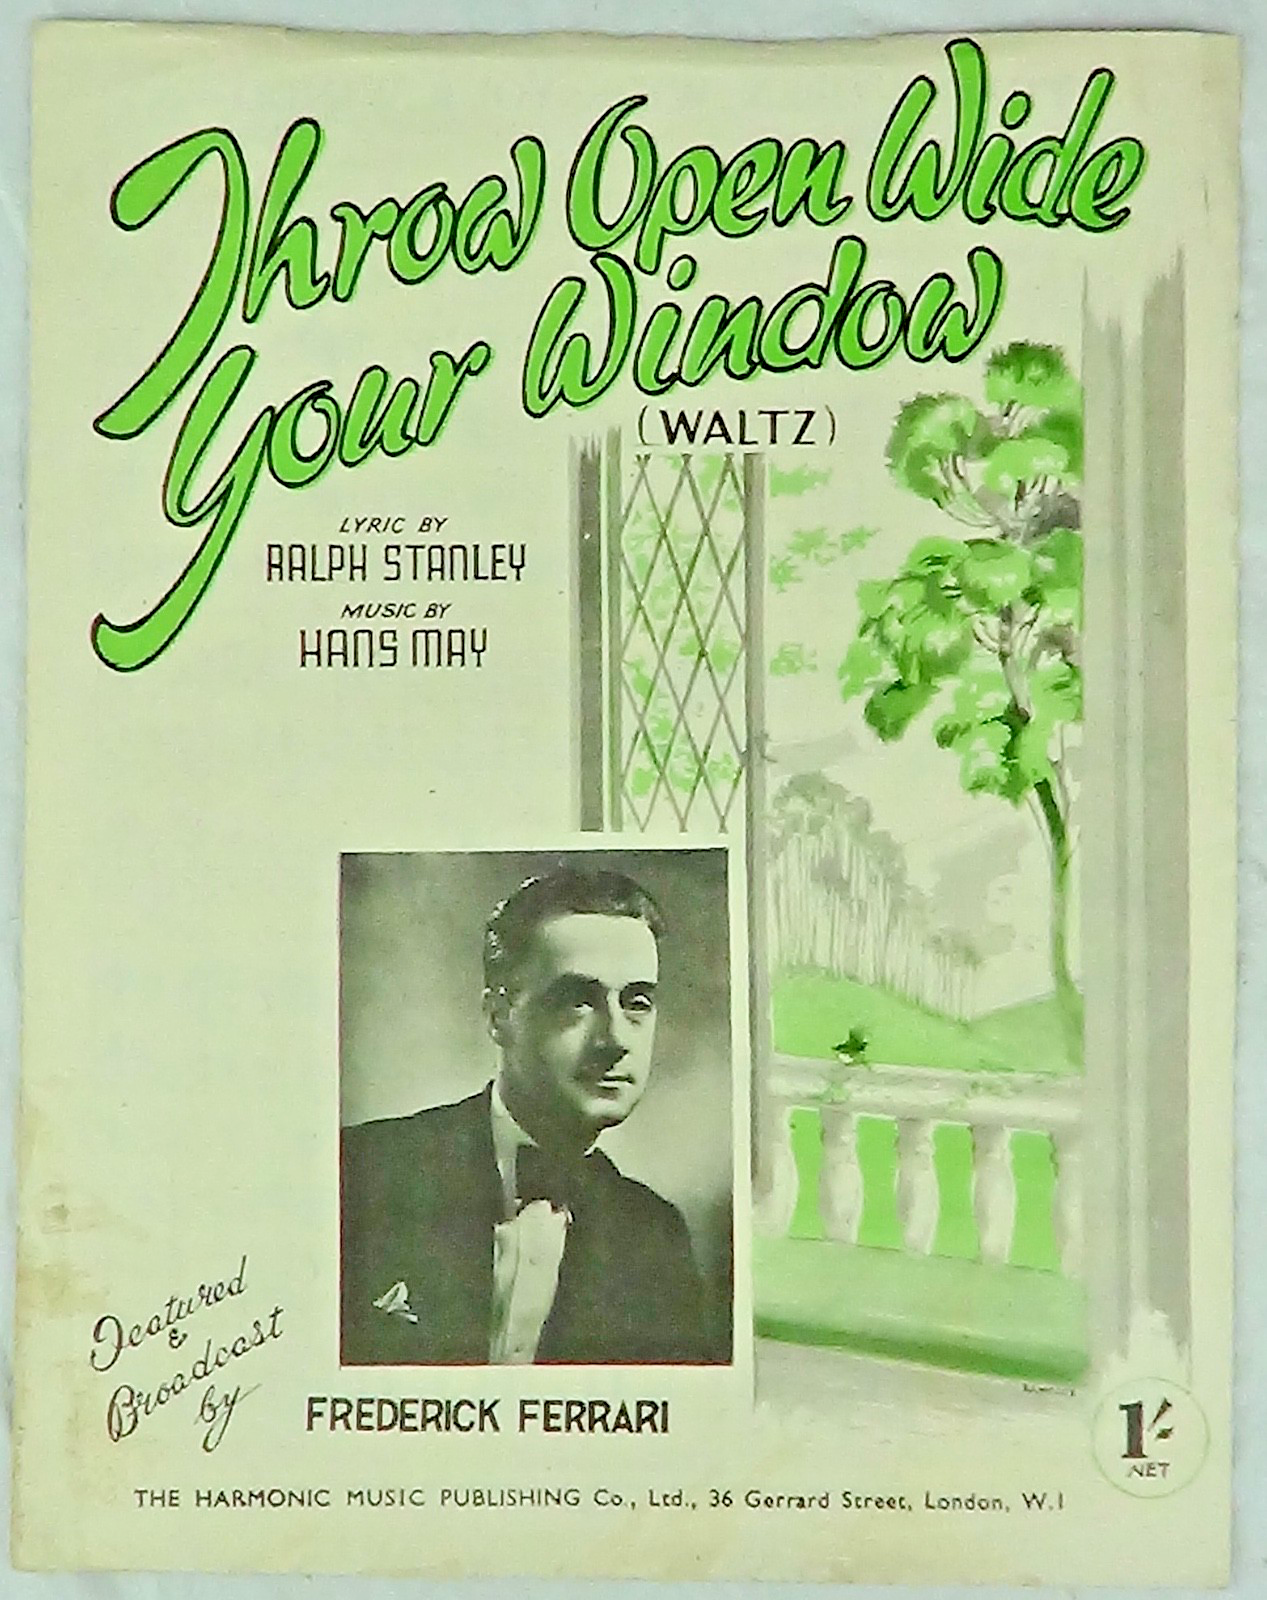 Throw Open Wide
Your Window
(WALTZ)
LYRIC BY
RALPH STANLEY
MUSIC BY
HANS MAY
Featured
&
Broadcast
by
FREDERICK FERRARI
1/-
NET
THE HARMONIC MUSIC PUBLISHING Co., Ltd., 36 Gerrard Street, London, W.1